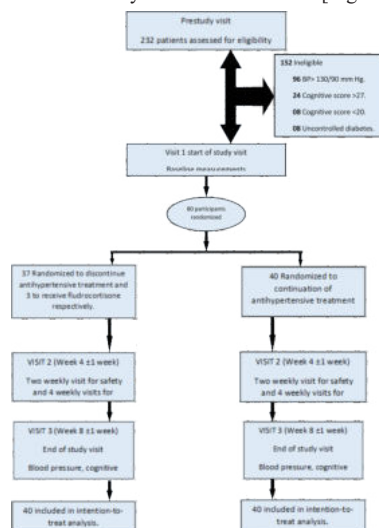 Prestudy visit
232 patients assessed for eligibility
152 Ineligible
96 BP> 130/90 mm Hg.
24 Cognitive score >27.
08 Cognitive score <20.
08 Uncontrolled diabetes.
Visit 1 start of study visit
Baseline measurements
80 participants
randomized
37 Randomized to discontinue
antihypertensive treatment and
3 to receive fludrocortisone
respectively.
40 Randomized to
continuation of
antihypertensive treatment
VISIT 2 (Week 4 ±1 week)
Two weekly visit for safety
and 4 weekly visits for
VISIT 2 (Week 4 ±1 week)
Two weekly visit for safety
and 4 weekly visits for
VISIT 3 (Week 8 ±1 week)
End of study visit
Blood pressure, cognitive
VISIT 3 (Week 8 ±1 week)
End of study visit
Blood pressure, cognitive
40 included in intention-to-
treat analysis.
40 included in intention-to-
treat analysis.